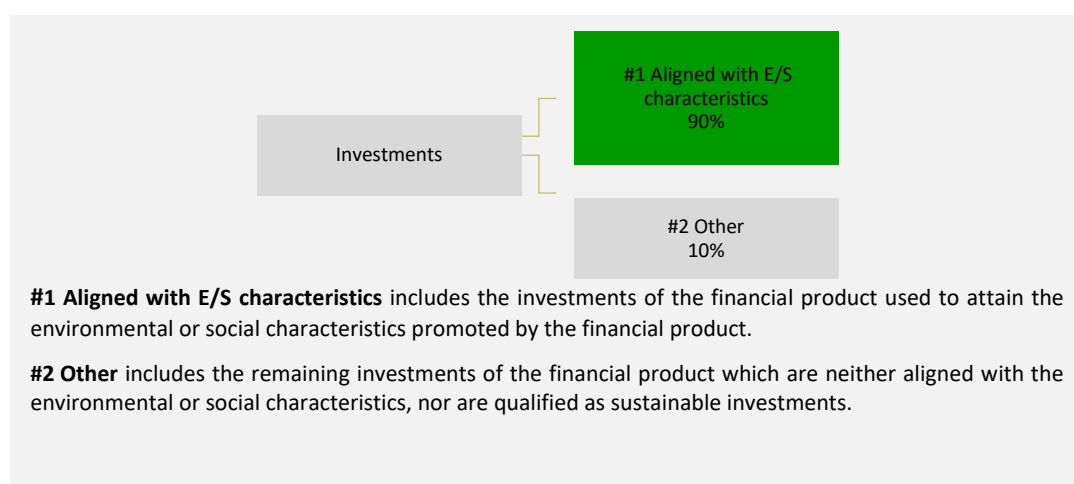 #1 Aligned with E/S
characteristics
90%
Investments
#2 Other
10%
#1 Aligned with E/S characteristics includes the investments of the financial product used to attain the
environmental or social characteristics promoted by the financial product.
#2 Other includes the remaining investments of the financial product which are neither aligned with the
environmental or social characteristics, nor are qualified as sustainable investments.